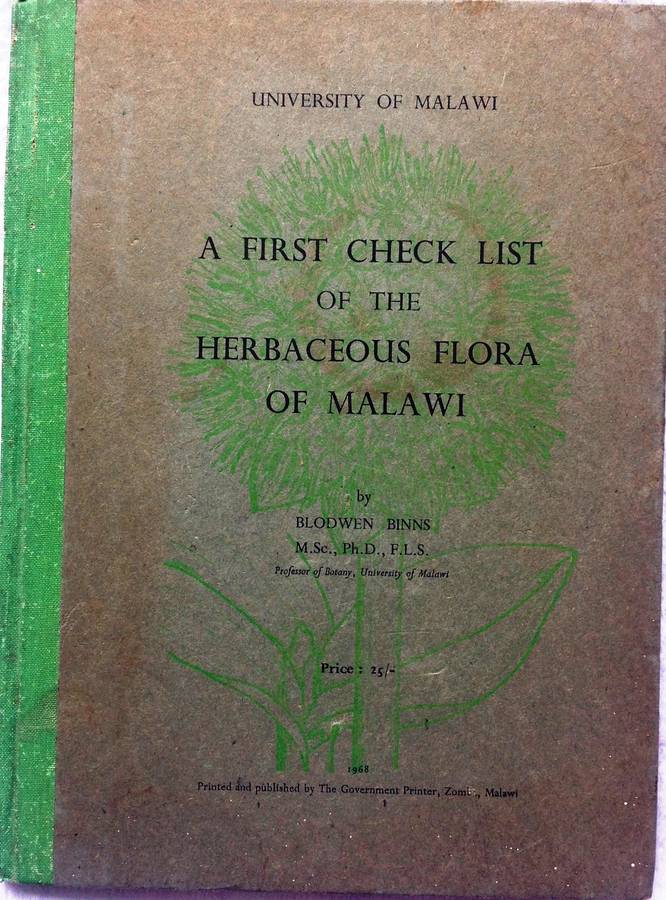 UNIVERSITY OF MALAWI
A FIRST CHECK LIST
OF THE
HERBACEOUS FLORA
OF MALAWI
by
BLODWEN BINNS
M.Sc., Ph.D., F.L.S.
Professor of Botany, University of Malawi
Price : 25/-
1968
Printed and published by The Government Printer, Zomba, Malawi